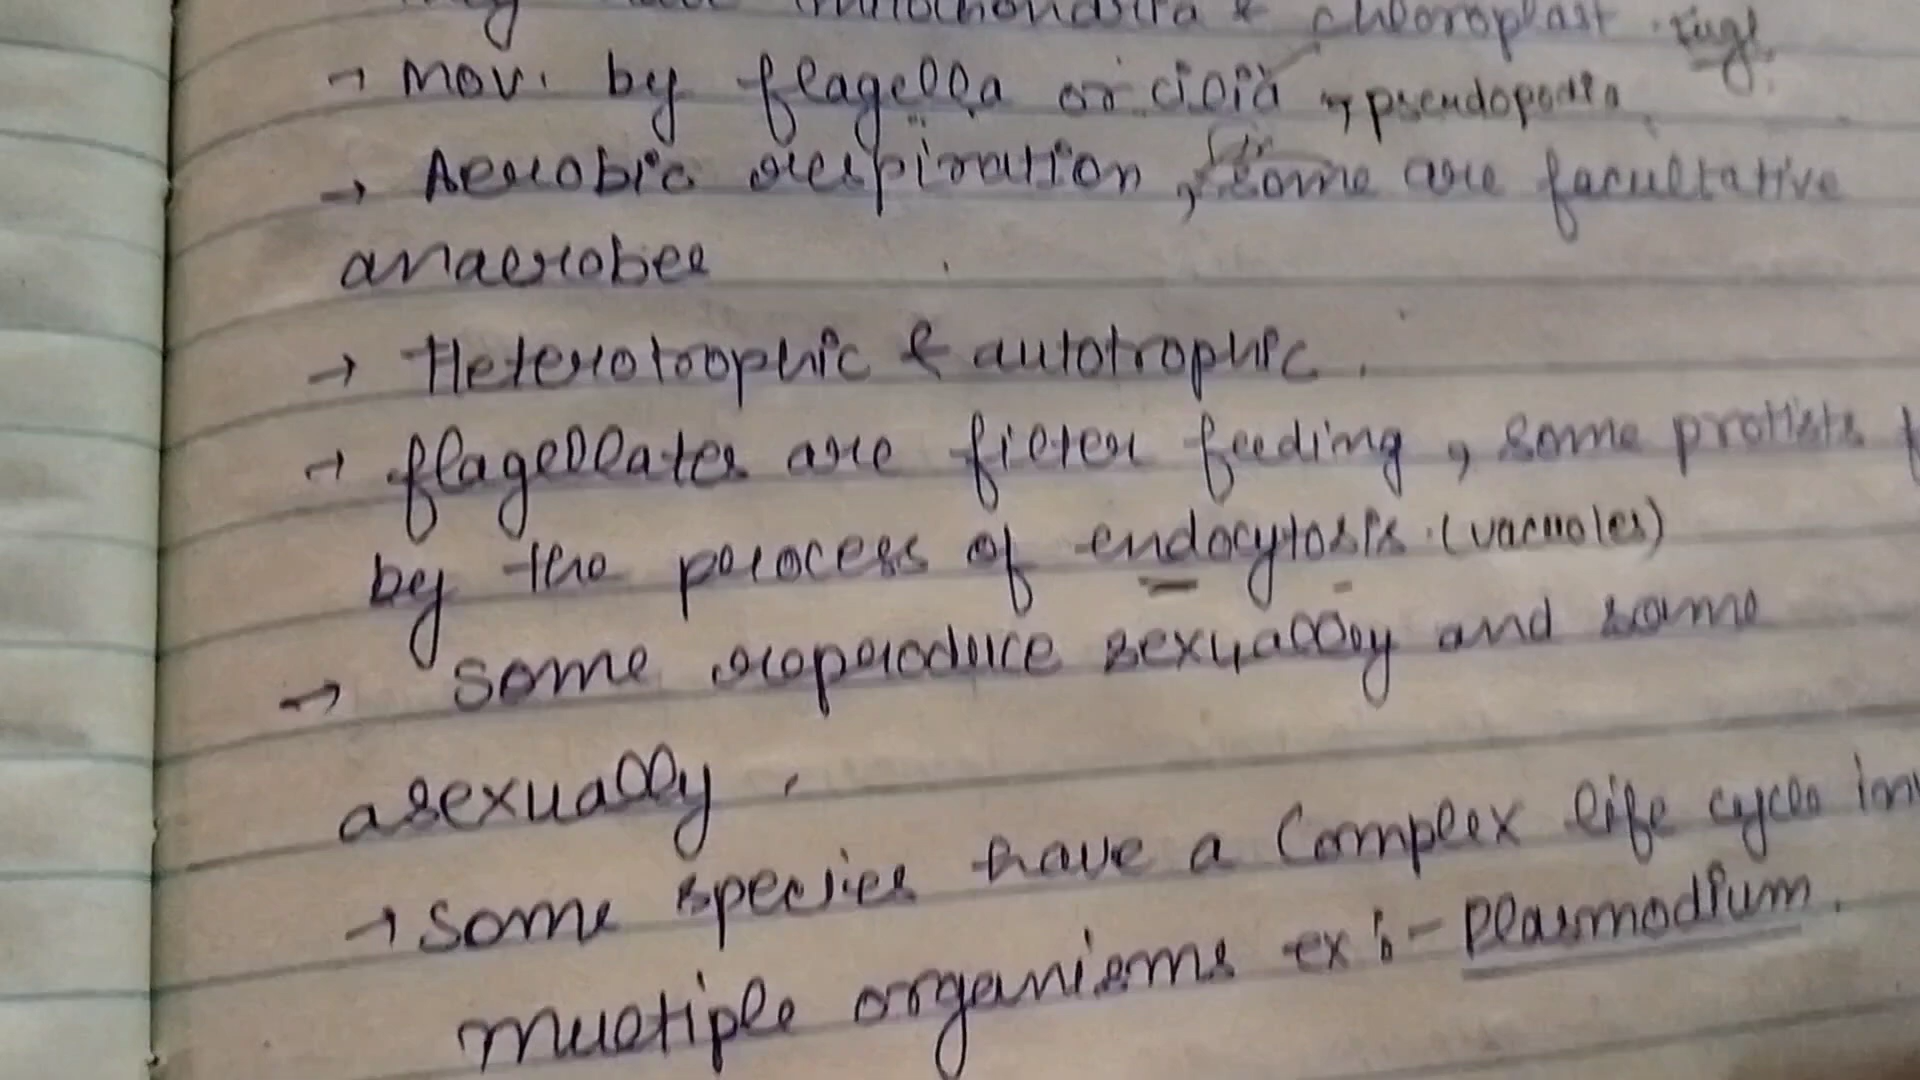 mitochondria & chloroplast
→ Mov. by flagella or cilia, pseudopodia
→ Aerobic respiration, some are facultative
anaerobes
→ Heterotrophic & autotrophic.
→ flagellates are filter feeding, some protists
by the process of endocytosis. (vacuoles)
→ some reoperoduce sexually and some
asexually.
→ Some species have a complex life cycle
multiple organisms ex :- Plasmodium.